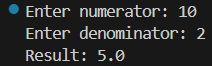 Enter numerator: 10
Enter denominator: 2
Result: 5.0